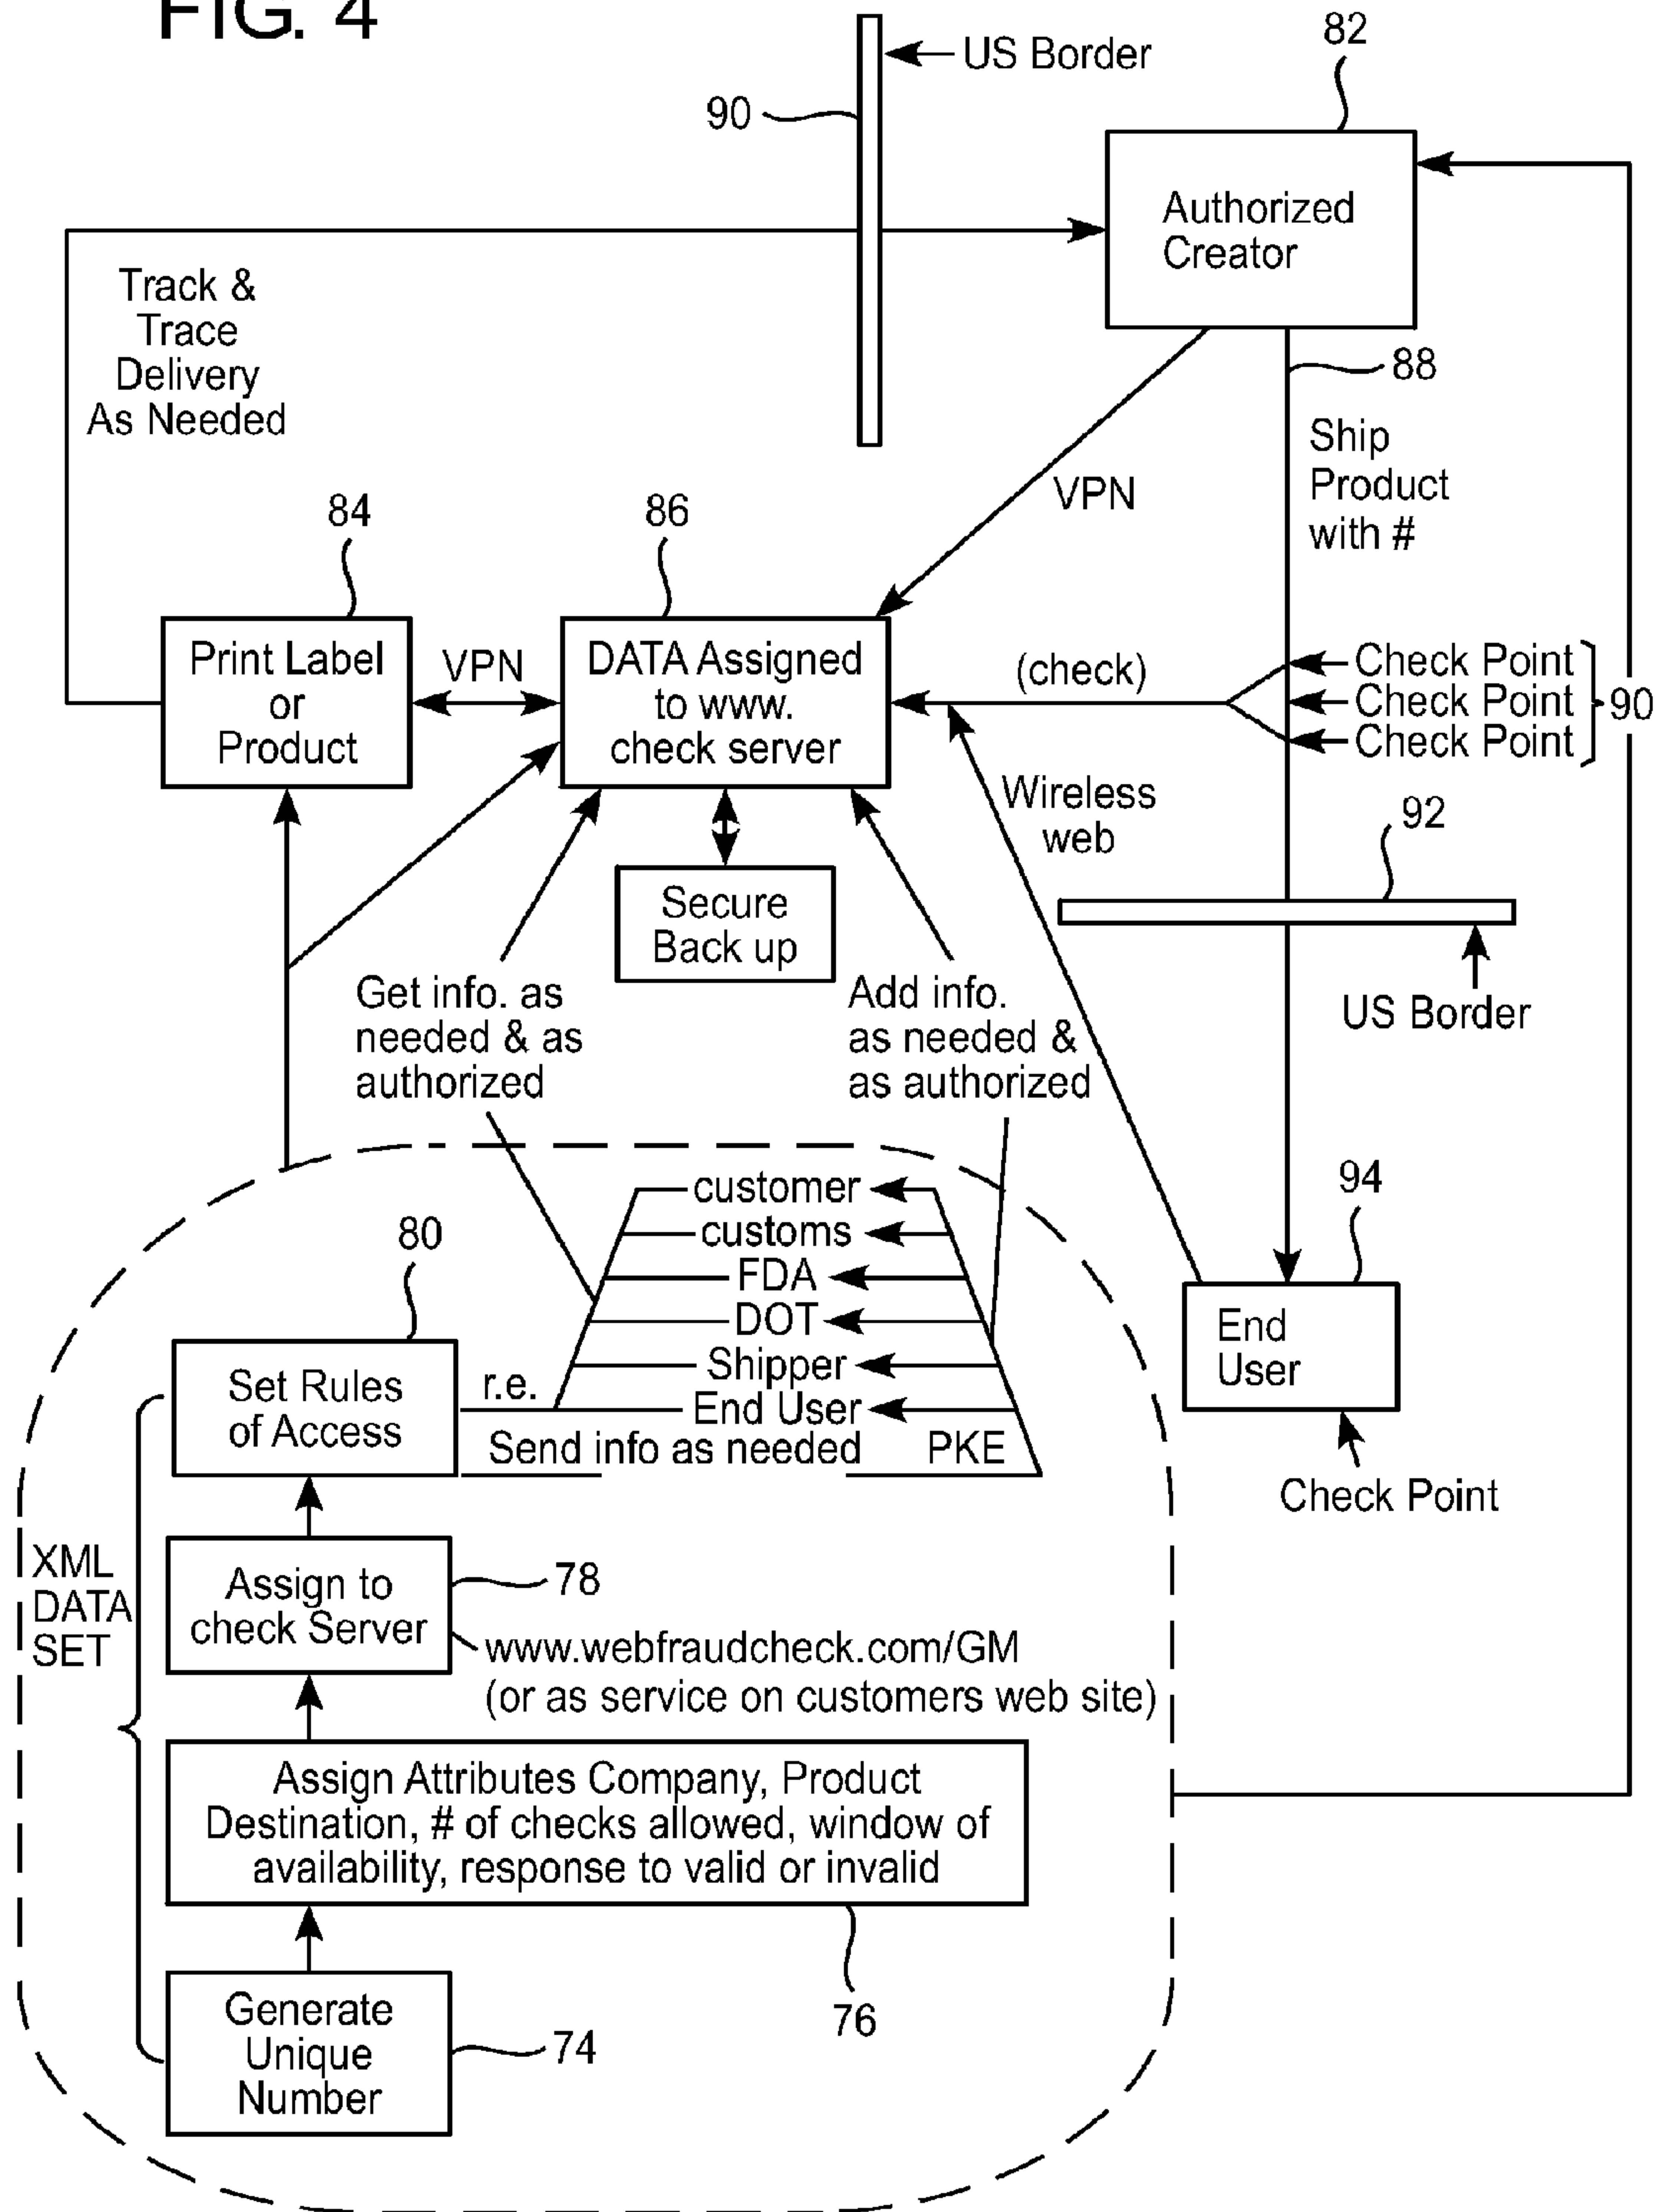 FIG. 4
82
US Border
90
Authorized
Creator
Track &
Trace
Delivery
As Needed
88
Ship
Product
with #
VPN
84
86
Print Label
or
Product
VPN
DATA Assigned
to www.
check server
(check)
Check Point
Check Point
Check Point
90
Wireless
web
92
Secure
Back up
US Border
Get info. as
needed & as
authorized
Add info.
as needed &
as authorized
94
customer
customs
FDA
DOT
Shipper
End User
80
Set Rules
of Access
r.e.
Send info as needed
PKE
End
User
Check Point
XML
DATA
SET
Assign to
check Server
78
www.webfraudcheck.com/GM
(or as service on customers web site)
Assign Attributes Company, Product
Destination, # of checks allowed, window of
availability, response to valid or invalid
76
Generate
Unique
Number
74